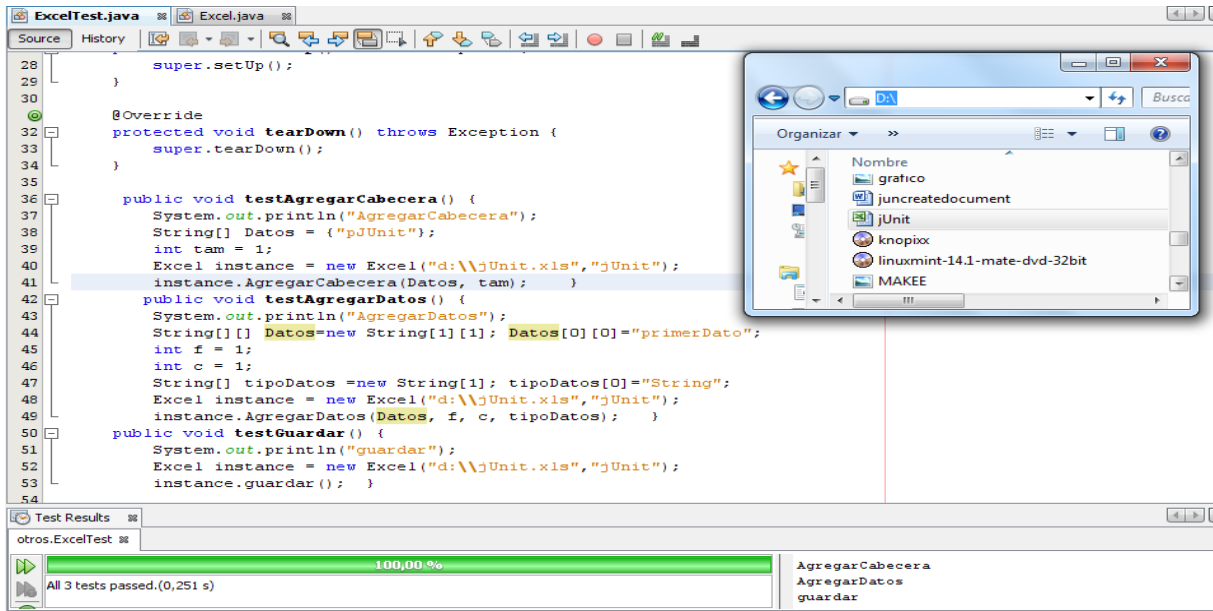 ExcelTest.java Excel.java
Source History
28 super.setUp();
29 }
30
@Override
32 protected void tearDown() throws Exception {
33 super.tearDown();
34 }
35
36 public void testAgregarCabecera() {
37 System.out.println("AgregarCabecera");
38 String[] Datos = {"pJUnit"};
39 int tam = 1;
40 Excel instance = new Excel("d:\\jUnit.xls","jUnit");
41 instance.AgregarCabecera(Datos, tam); }
42 public void testAgregarDatos() {
43 System.out.println("AgregarDatos");
44 String[][] Datos=new String[1][1]; Datos[0][0]="primerDato";
45 int f = 1;
46 int c = 1;
47 String[] tipoDatos =new String[1]; tipoDatos[0]="String";
48 Excel instance = new Excel("d:\\jUnit.xls","jUnit");
49 instance.AgregarDatos(Datos, f, c, tipoDatos); }
50 public void testGuardar() {
51 System.out.println("guardar");
52 Excel instance = new Excel("d:\\jUnit.xls","jUnit");
53 instance.guardar(); }
54
D:\
Busca
Organizar
Nombre
grafico
juncreatedocument
jUnit
knopixx
linuxmint-14.1-mate-dvd-32bit
MAKEE
Test Results
otros.ExcelTest
100,00 %
All 3 tests passed.(0,251 s)
AgregarCabecera
AgregarDatos
guardar